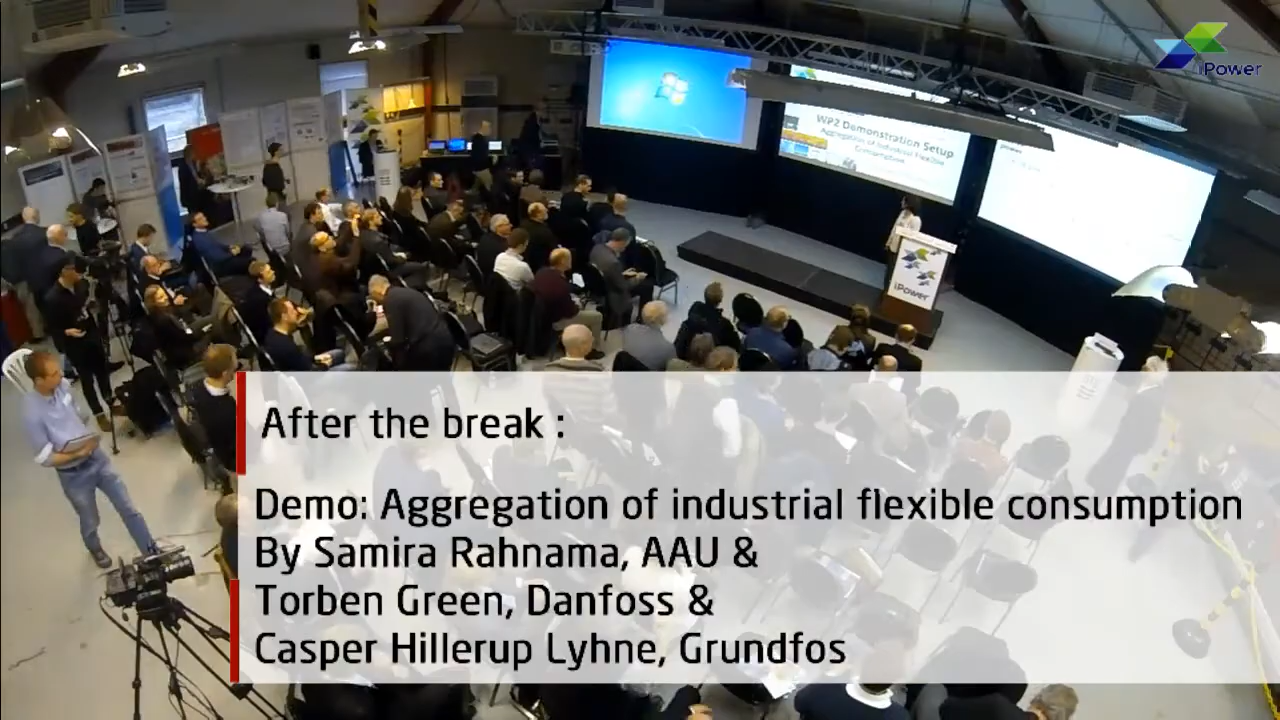 iPower
WP2 Demonstration Setup
Aggregation of Industrial Flexible
Consumption
iPower
After the break :
Demo: Aggregation of industrial flexible consumption
By Samira Rahnama, AAU &
Torben Green, Danfoss &
Casper Hillerup Lyhne, Grundfos